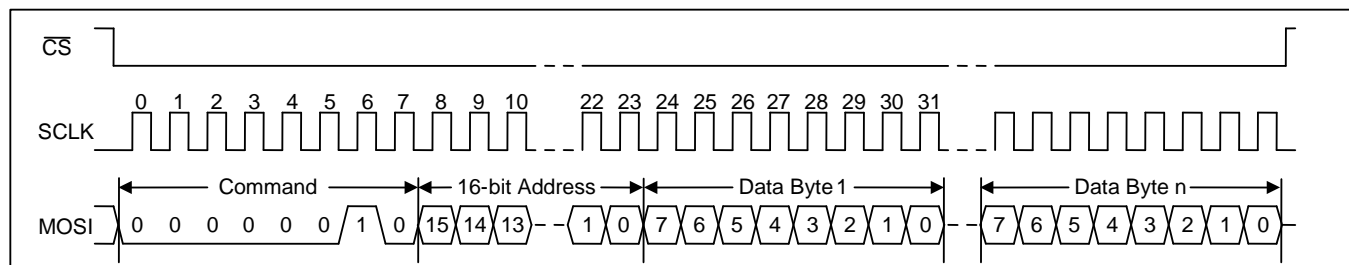 CS
0 1 2 3 4 5 6 7 8 9 10 22 23 24 25 26 27 28 29 30 31
SCLK
Command 16-bit Address Data Byte 1 Data Byte n
MOSI 0 0 0 0 0 0 1 0 15 14 13 1 0 7 6 5 4 3 2 1 0 7 6 5 4 3 2 1 0